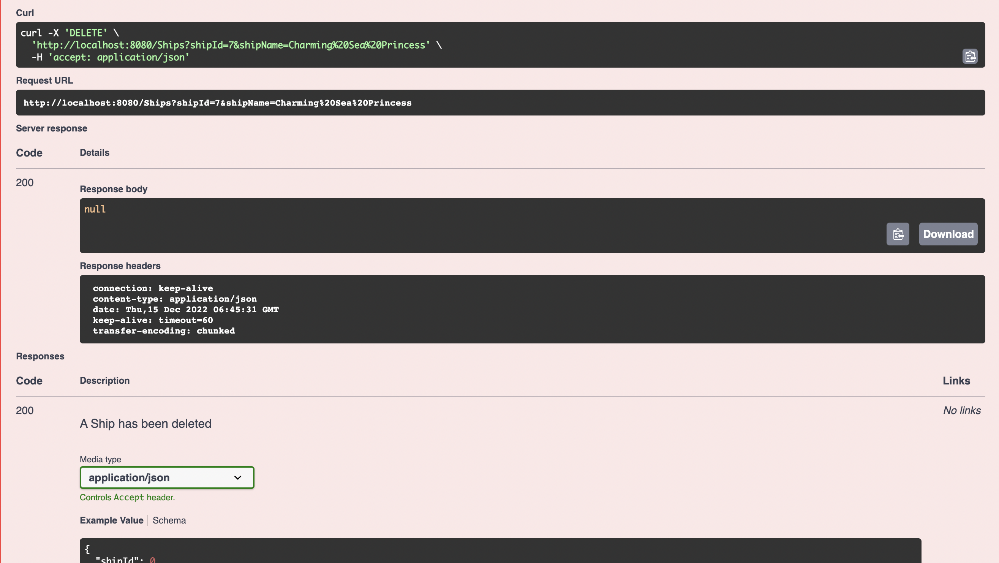 Curl
curl -X 'DELETE' \
'http://localhost:8080/Ships?shipId=7&shipName=Charming%20Sea%20Princess' \
-H 'accept: application/json'
Request URL
http://localhost:8080/Ships?shipId=7&shipName=Charming%20Sea%20Princess
Server response
Code Details
200
Response body
null
Download
Response headers
connection: keep-alive
content-type: application/json
date: Thu,15 Dec 2022 06:45:31 GMT
keep-alive: timeout=60
transfer-encoding: chunked
Responses
Code Description Links
200 No links
A Ship has been deleted
Media type
application/json
Controls Accept header.
Example Value Schema
{
"shipId": 0